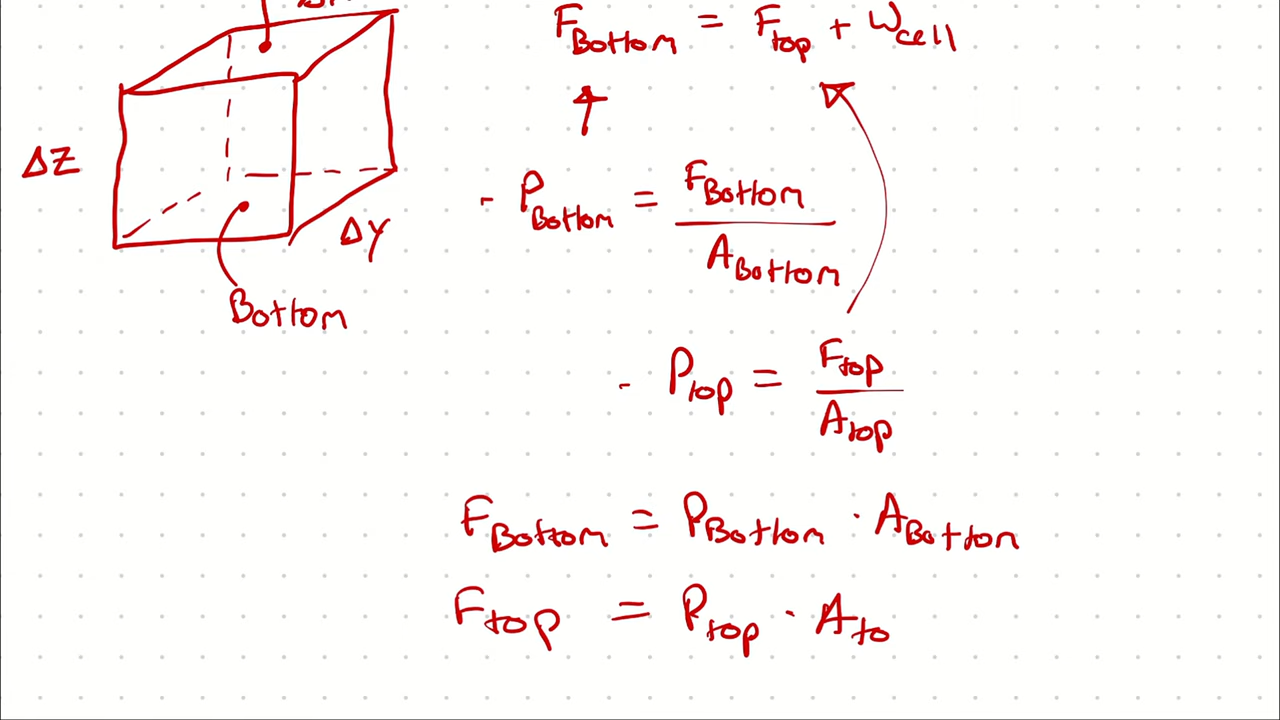 F_Bottom = F_top + W_cell
ΔZ
P_Bottom = F_Bottom / A_Bottom
ΔY
Bottom
P_top = F_top / A_top
F_Bottom = P_Bottom · A_Bottom
F_top = P_top · A_to